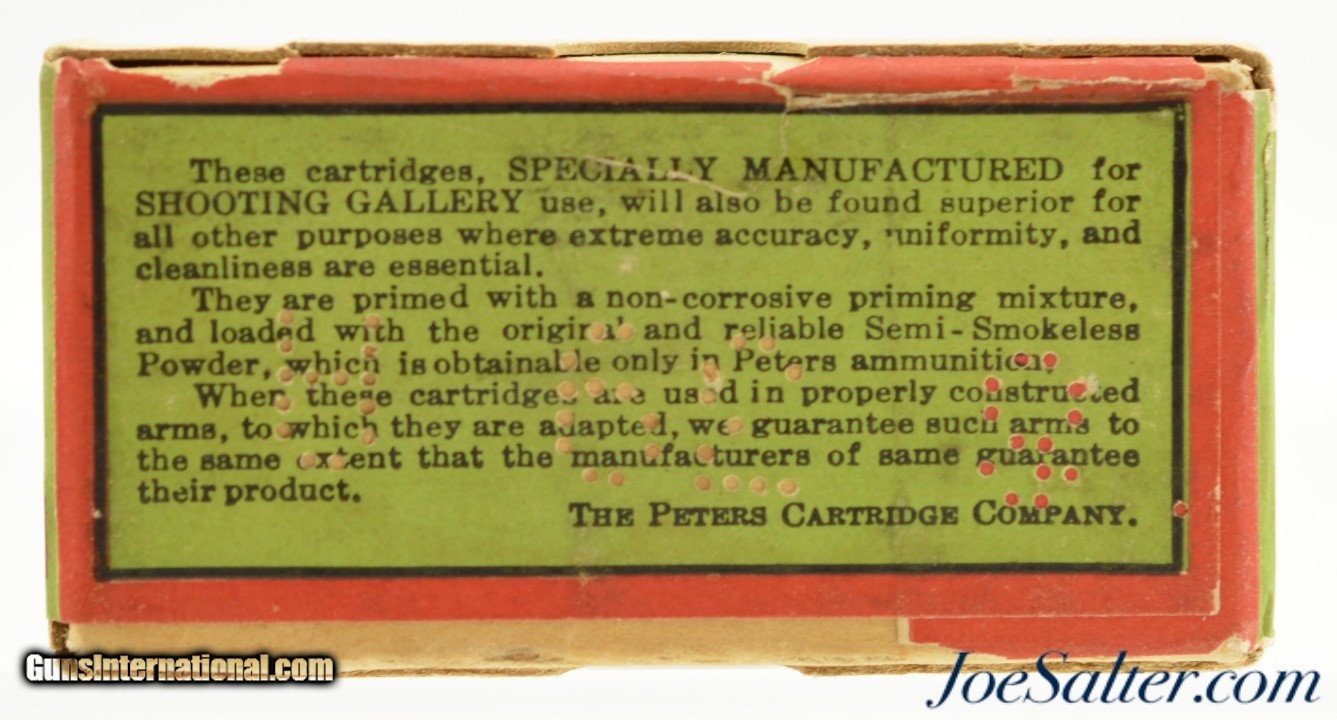 These cartridges, SPECIALLY MANUFACTURED for
SHOOTING GALLERY use, will also be found superior for
all other purposes where extreme accuracy, uniformity, and
cleanliness are essential.
They are primed with a non-corrosive priming mixture,
and loaded with the original and reliable Semi-Smokeless
Powder, which is obtainable only in Peters ammunition.
When these cartridges are used in properly constructed
arms, to which they are adapted, we guarantee such arms to
the same extent that the manufacturers of same guarantee
their product.
THE PETERS CARTRIDGE COMPANY.
GunsInternational.com
JoeSalter.com